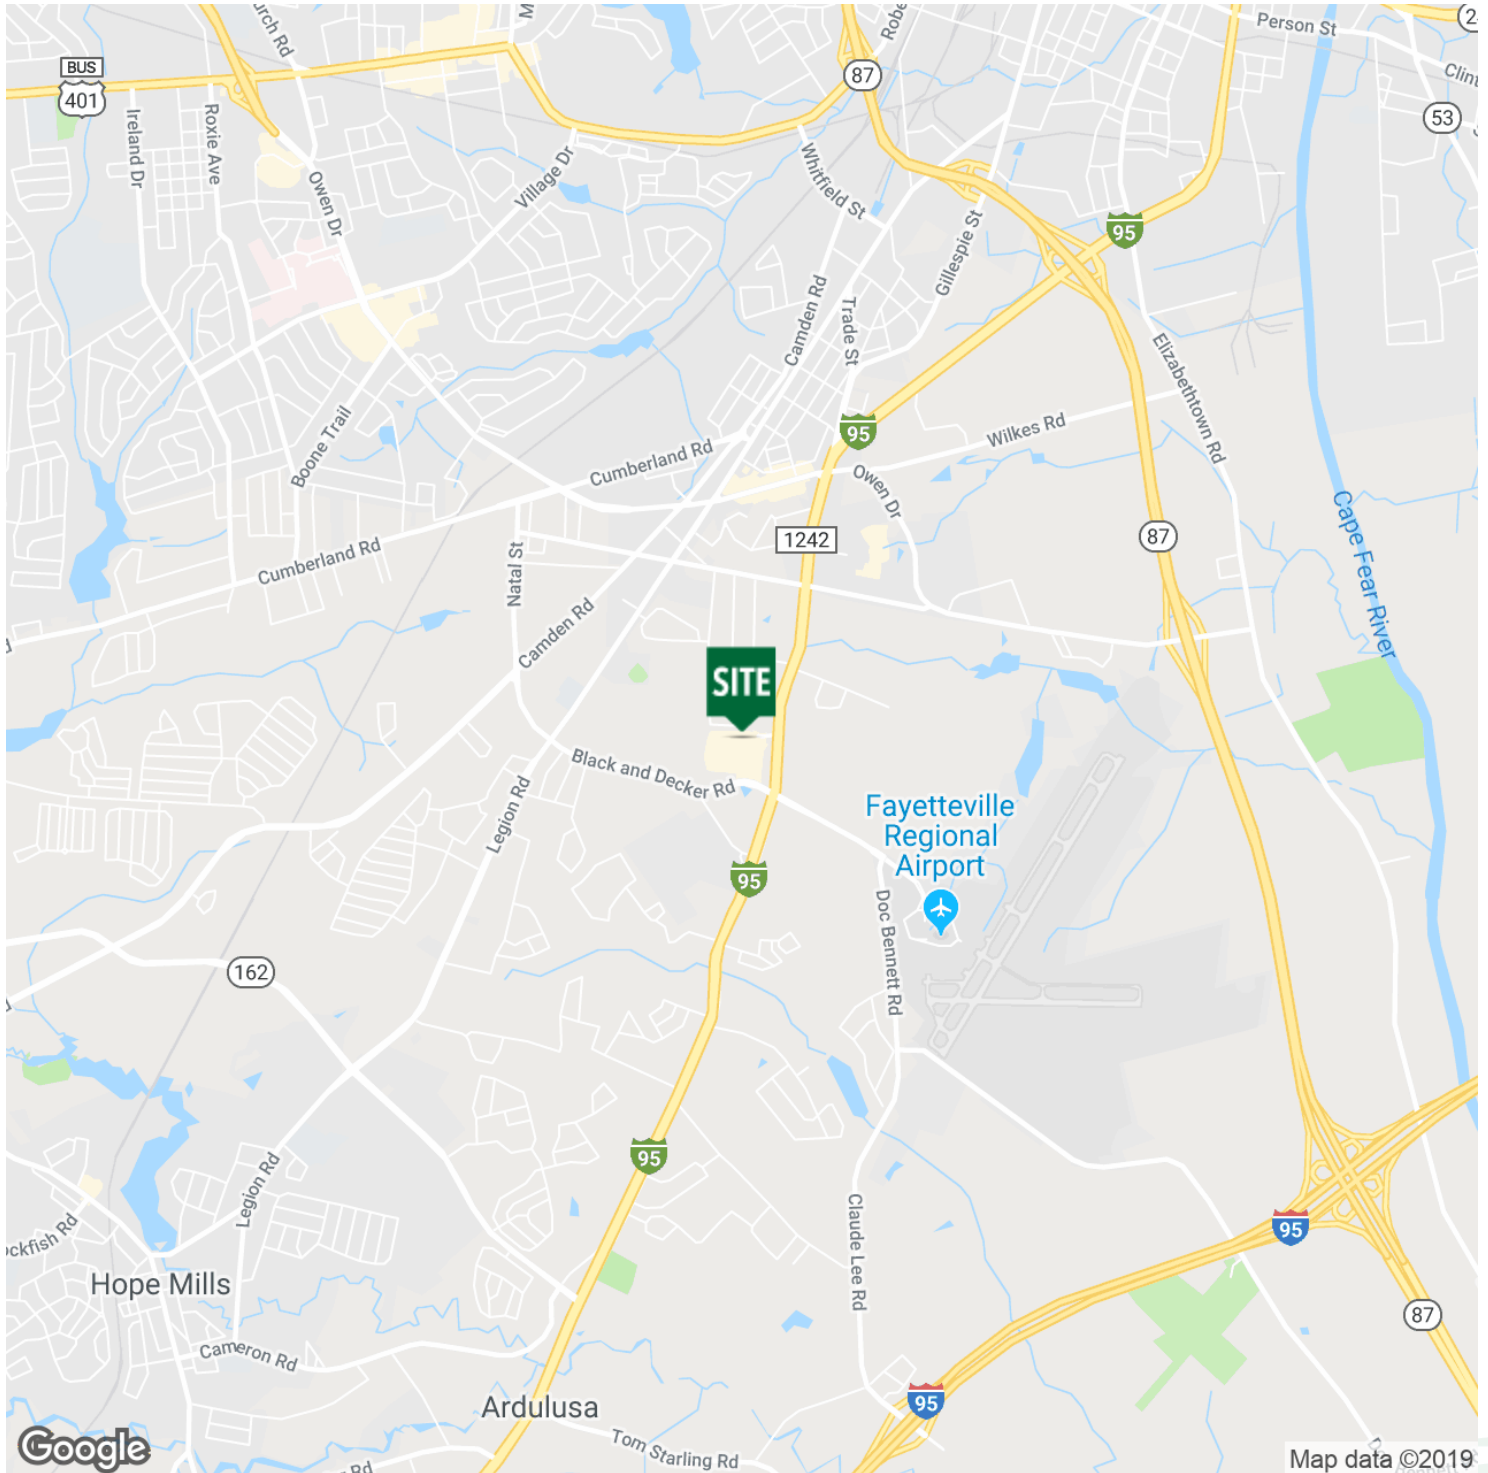 Person St
BUS
401
87
53
Ireland Dr
Roxie Ave
Owen Dr
Village Dr
Whitfield St
Gillespie St
95
Camden Rd
Trade St
Elizabethtown Rd
Boone Trail
Cumberland Rd
95
Wilkes Rd
Owen Dr
Cape Fear River
1242
87
Cumberland Rd
Natal St
Camden Rd
SITE
Black and Decker Rd
Legion Rd
Fayetteville
Regional
Airport
95
Doc Bennett Rd
162
95
Legion Rd
Claude Lee Rd
95
Hope Mills
87
Cameron Rd
95
Ardulusa
Tom Starling Rd
Rd
Google
Map data ©2019